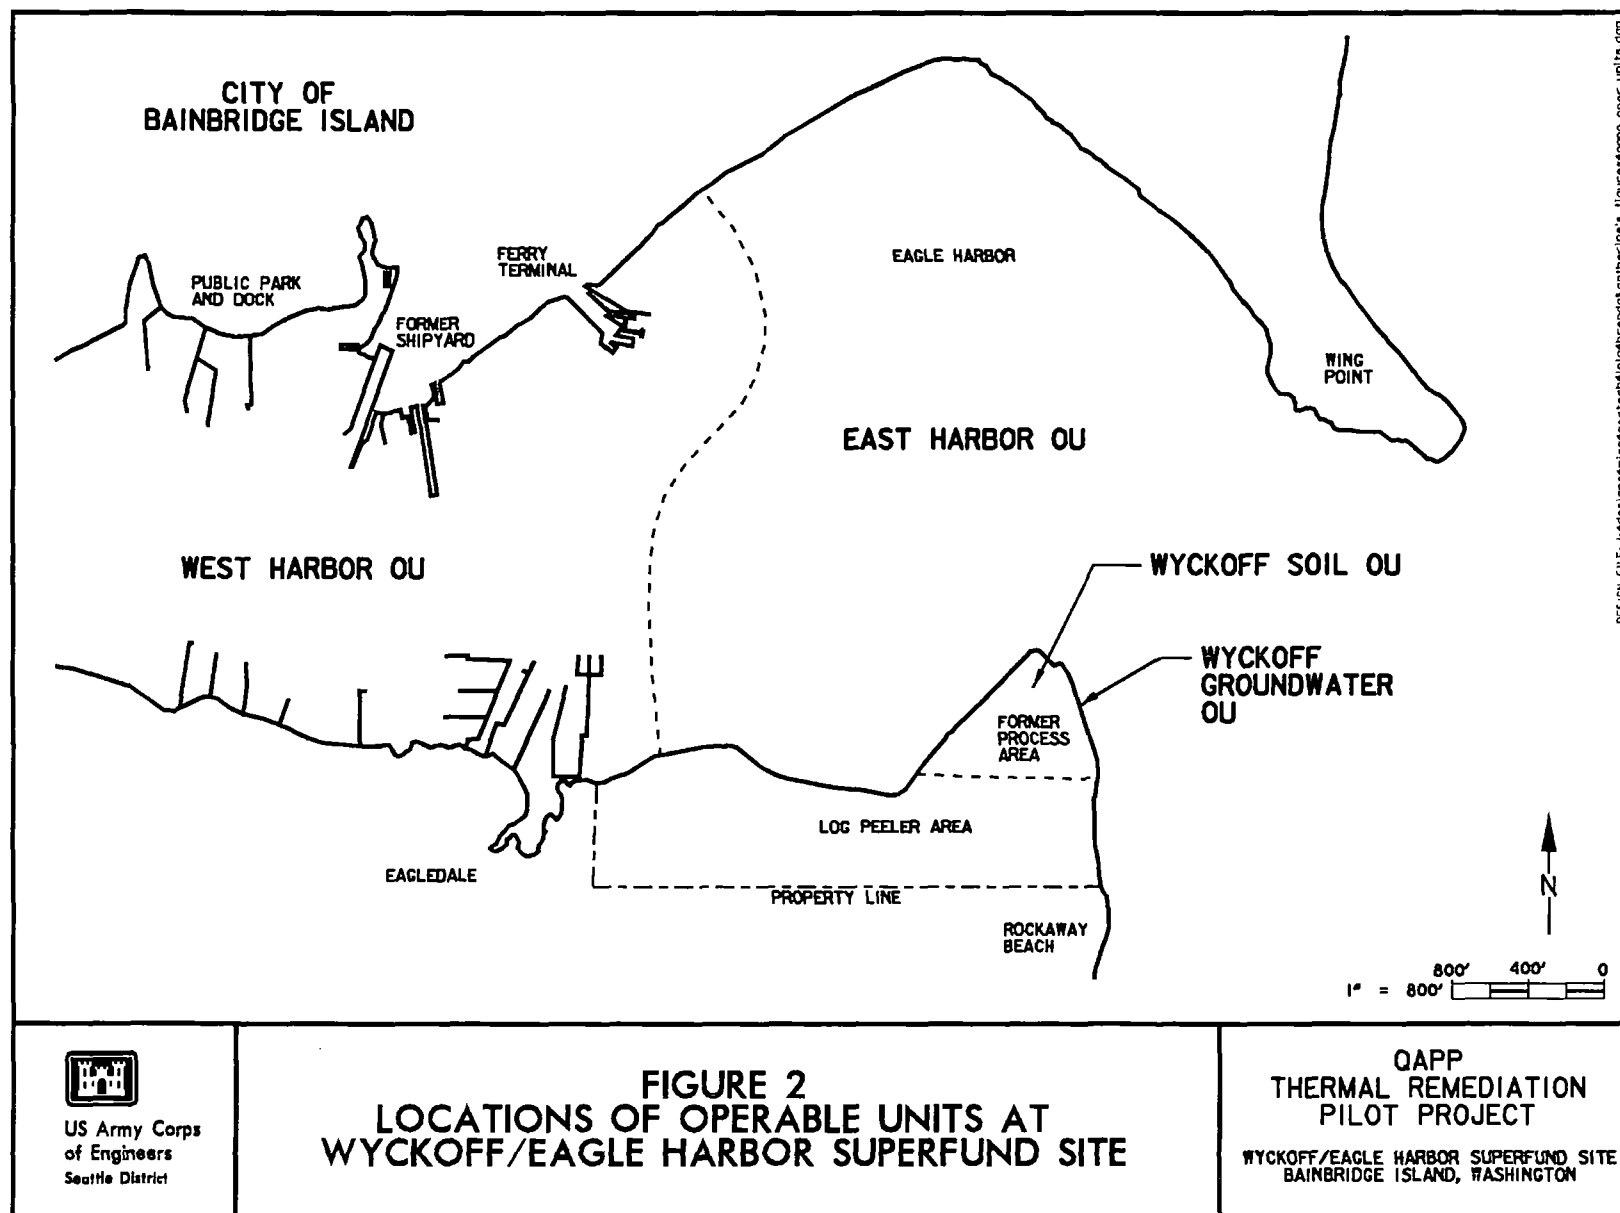 CITY OF
BAINBRIDGE ISLAND
PUBLIC PARK
AND DOCK
FORMER
SHIPYARD
FERRY
TERMINAL
EAGLE HARBOR
WING
POINT
EAST HARBOR OU
WEST HARBOR OU
WYCKOFF SOIL OU
WYCKOFF
GROUNDWATER
OU
FORMER
PROCESS
AREA
LOG PEELER AREA
EAGLEDALE
PROPERTY LINE
ROCKAWAY
BEACH
N
800' 400' 0
1" = 800'
US Army Corps
of Engineers
Seattle District
FIGURE 2
LOCATIONS OF OPERABLE UNITS AT
WYCKOFF/EAGLE HARBOR SUPERFUND SITE
QAPP
THERMAL REMEDIATION
PILOT PROJECT
WYCKOFF/EAGLE HARBOR SUPERFUND SITE
BAINBRIDGE ISLAND, WASHINGTON